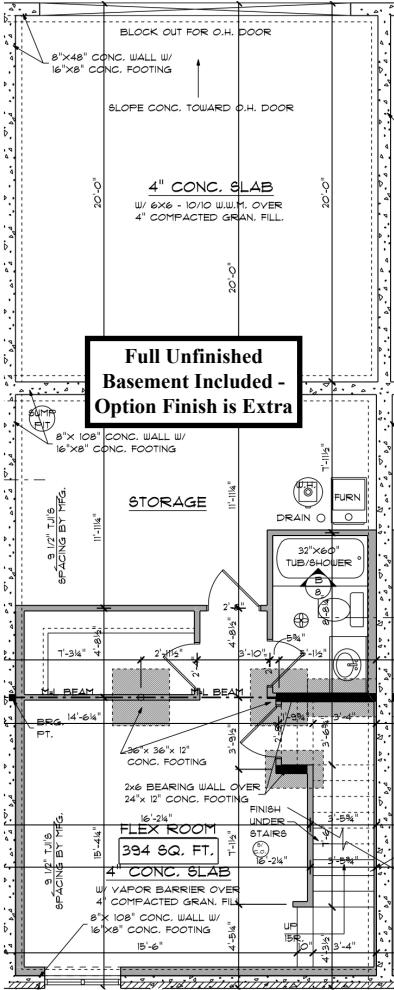 BLOCK OUT FOR O.H. DOOR
8"X48" CONC. WALL W/
16"X8" CONC. FOOTING
SLOPE CONC. TOWARD O.H. DOOR
20'-0"
4" CONC. SLAB
W/ 6X6 - 10/10 W.W.M. OVER
4" COMPACTED GRAN. FILL.
20'-0"
20'-0"
Full Unfinished
Basement Included -
Option Finish is Extra
SUMP
PIT
8"X 108" CONC. WALL W/
16"X8" CONC. FOOTING
7'-11½"
STORAGE
W.H.
FURN
DRAIN
9 1/2" TJI'S
SPACING BY MFG.
11'-11¼"
11'-11¼"
32"X60"
TUB/SHOWER
B
8
8'-8¼"
4'-8½"
4'-8½"
5¾"
7'-3¼"
2'-11½"
3'-10"
5'-11½"
M.L BEAM
M.L BEAM
BRG.
PT.
14'-6¼"
1'-9¾"
3'-4"
36"X 36"X 12"
CONC. FOOTING
3'-9½"
3'-6¾"
2X6 BEARING WALL OVER
24"X 12" CONC. FOOTING
FINISH
UNDER
STAIRS
3'-5¾"
16'-2¼"
FLEX ROOM
394 SQ. FT.
9 1/2" TJI'S
SPACING BY MFG.
15'-4¼"
7'-11½"
16'-2¼"
3'-5¾"
4" CONC. SLAB
W/ VAPOR BARRIER OVER
4" COMPACTED GRAN. FILL
8"X 108" CONC. WALL W/
16"X8" CONC. FOOTING
UP
15R.
15'-6"
4'-5¼"
4'-3½"
3'-4"